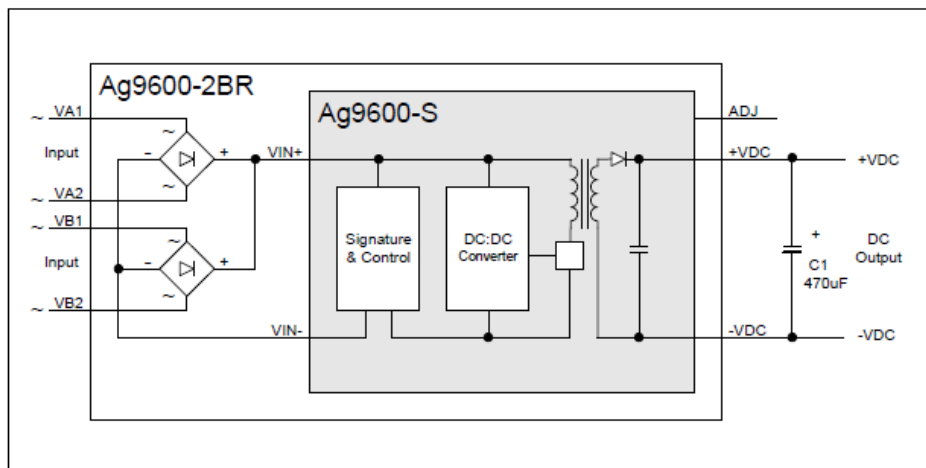 Ag9600-2BR
Ag9600-S
~ VA1
ADJ
~
Input
-
+
VIN+
+VDC
+VDC
~
~ VA2
~ VB1
~
Signature
& Control
DC:DC
Converter
+
DC
Output
Input
-
+
C1
470uF
~
~ VB2
VIN-
-VDC
-VDC